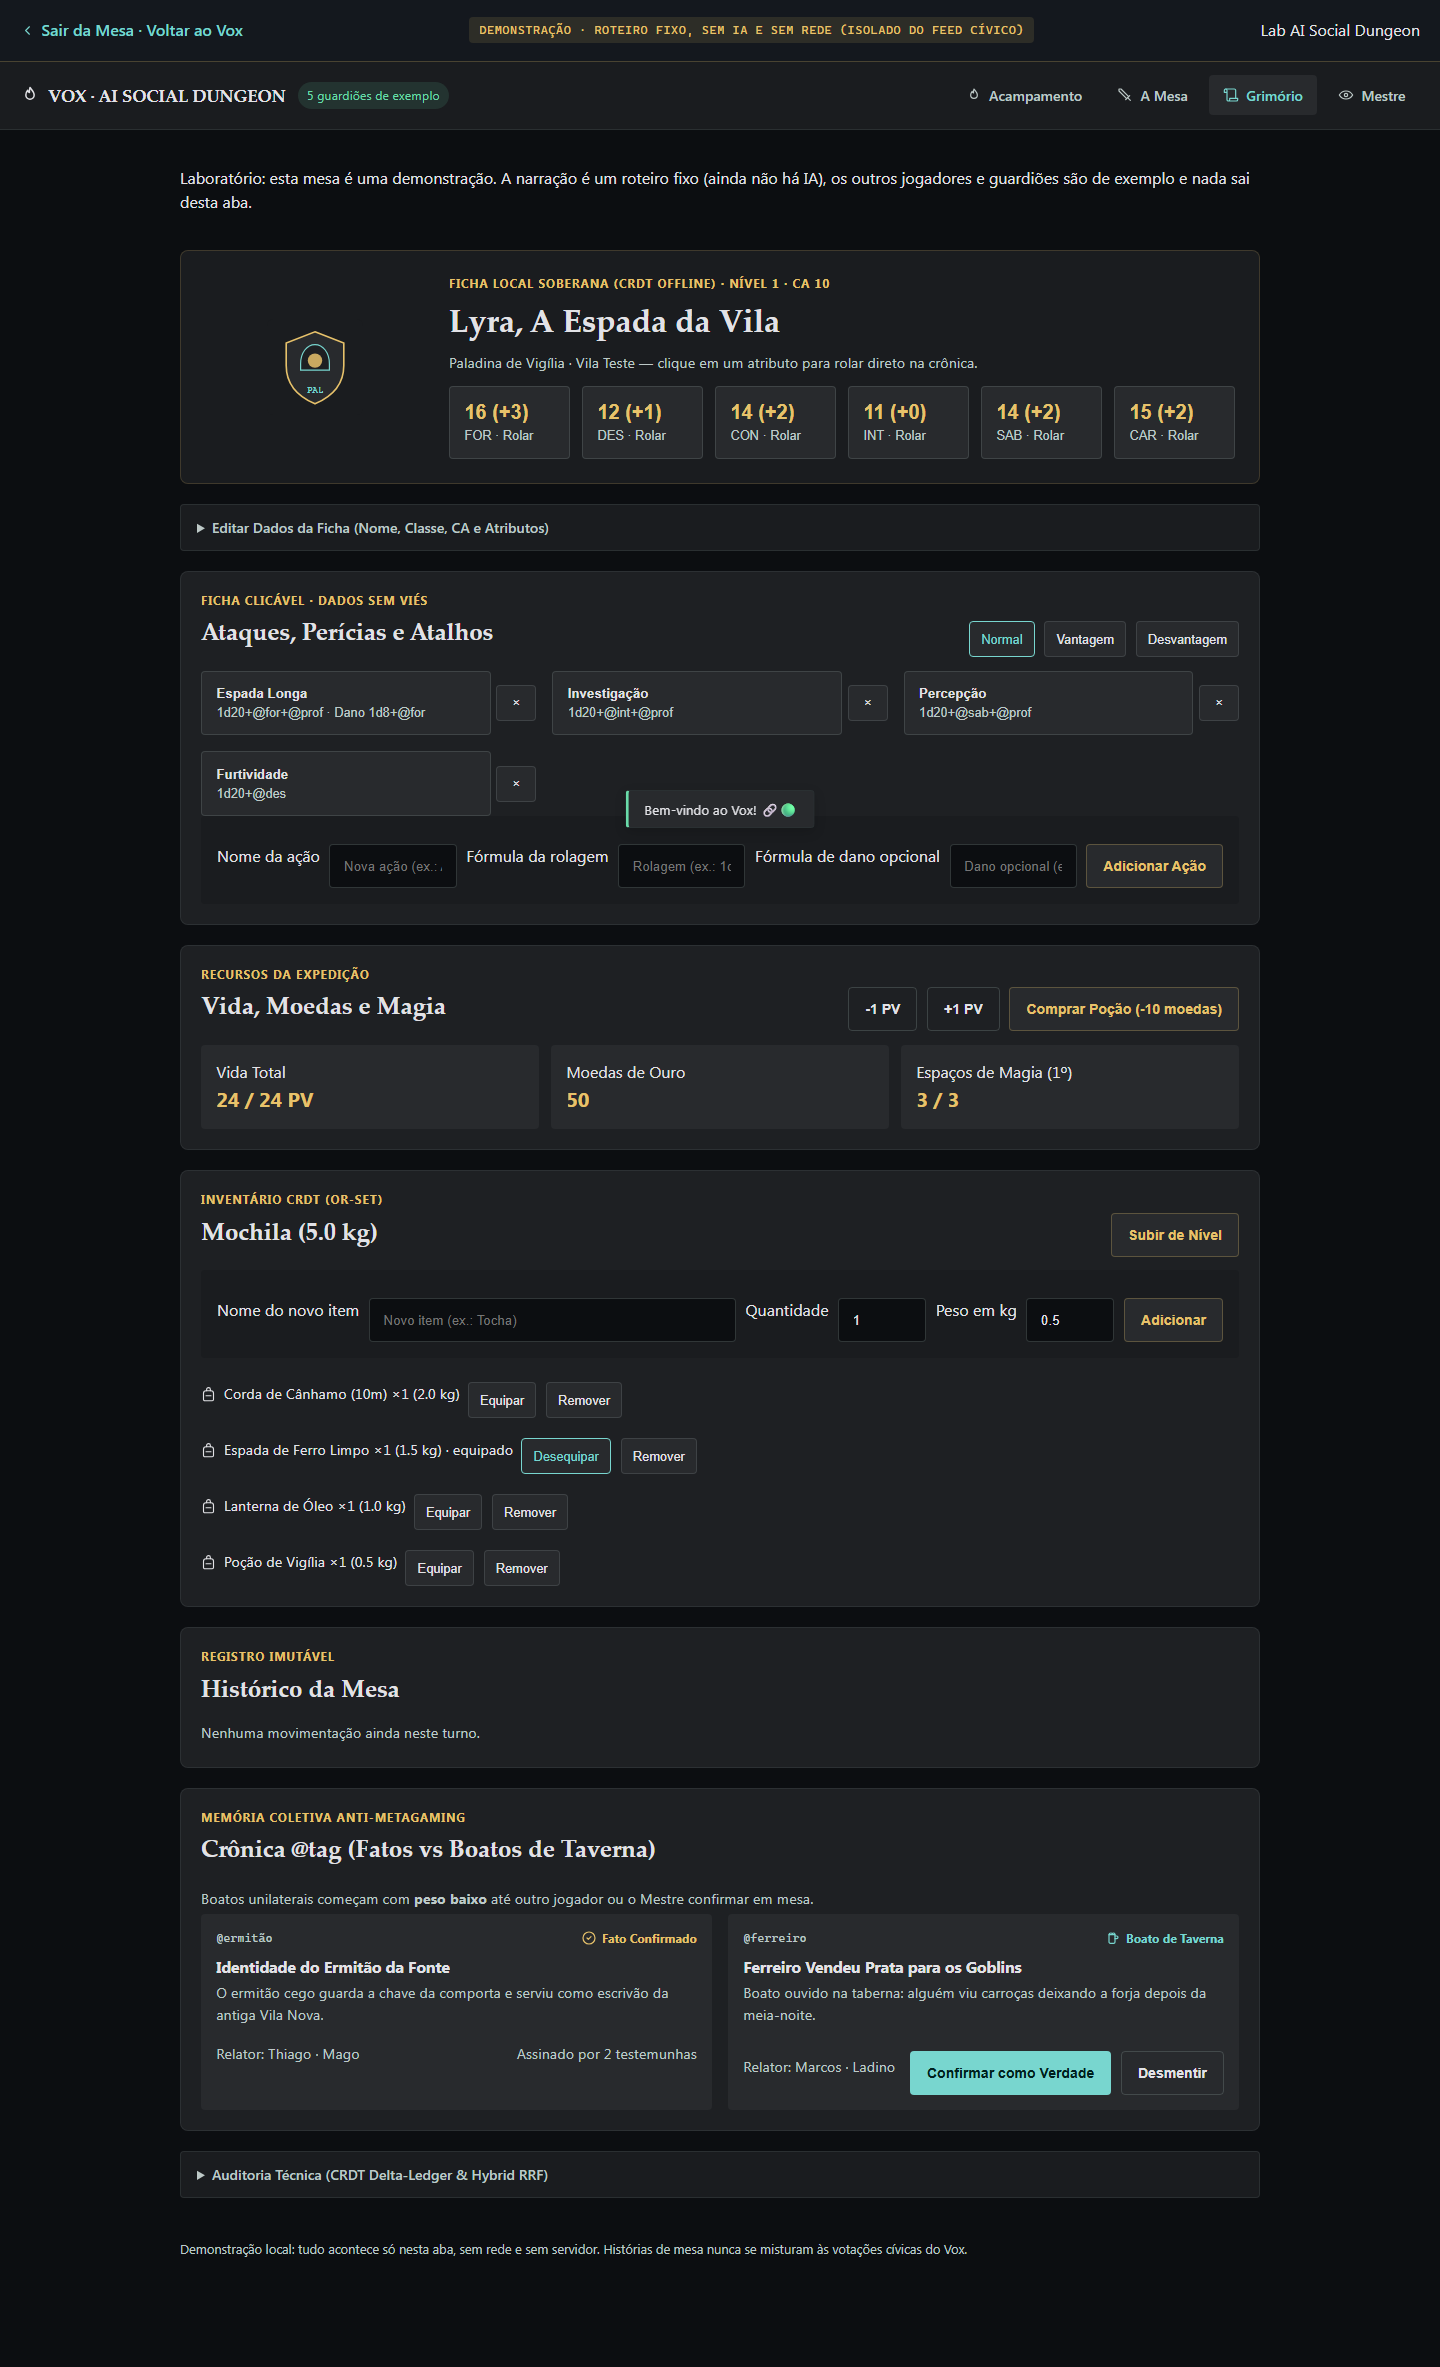 Sair da Mesa · Voltar ao Vox
DEMONSTRAÇÃO · ROTEIRO FIXO, SEM IA E SEM REDE (ISOLADO DO FEED CÍVICO)
Lab AI Social Dungeon
VOX · AI SOCIAL DUNGEON
5 guardiões de exemplo
Acampamento
A Mesa
Grimório
Mestre
Laboratório: esta mesa é uma demonstração. A narração é um roteiro fixo (ainda não há IA), os outros jogadores e guardiões são de exemplo e nada sai
desta aba.
PAL
FICHA LOCAL SOBERANA (CRDT OFFLINE) · NÍVEL 1 · CA 10
Lyra, A Espada da Vila
Paladina de Vigília · Vila Teste — clique em um atributo para rolar direto na crônica.
16 (+3)
FOR · Rolar
12 (+1)
DES · Rolar
14 (+2)
CON · Rolar
11 (+0)
INT · Rolar
14 (+2)
SAB · Rolar
15 (+2)
CAR · Rolar
▶ Editar Dados da Ficha (Nome, Classe, CA e Atributos)
FICHA CLICÁVEL · DADOS SEM VIÉS
Ataques, Perícias e Atalhos
Normal
Vantagem
Desvantagem
Espada Longa
1d20+@for+@prof · Dano 1d8+@for
×
Investigação
1d20+@int+@prof
×
Percepção
1d20+@sab+@prof
×
Furtividade
1d20+@des
×
Bem-vindo ao Vox!
Nome da ação
Nova ação (ex.:
Fórmula da rolagem
Rolagem (ex.: 1d
Fórmula de dano opcional
Dano opcional (e
Adicionar Ação
RECURSOS DA EXPEDIÇÃO
Vida, Moedas e Magia
-1 PV
+1 PV
Comprar Poção (-10 moedas)
Vida Total
24 / 24 PV
Moedas de Ouro
50
Espaços de Magia (1º)
3 / 3
INVENTÁRIO CRDT (OR-SET)
Mochila (5.0 kg)
Subir de Nível
Nome do novo item
Novo item (ex.: Tocha)
Quantidade
1
Peso em kg
0.5
Adicionar
Corda de Cânhamo (10m) ×1 (2.0 kg)
Equipar
Remover
Espada de Ferro Limpo ×1 (1.5 kg) · equipado
Desequipar
Remover
Lanterna de Óleo ×1 (1.0 kg)
Equipar
Remover
Poção de Vigília ×1 (0.5 kg)
Equipar
Remover
REGISTRO IMUTÁVEL
Histórico da Mesa
Nenhuma movimentação ainda neste turno.
MEMÓRIA COLETIVA ANTI-METAGAMING
Crônica @tag (Fatos vs Boatos de Taverna)
Boatos unilaterais começam com peso baixo até outro jogador ou o Mestre confirmar em mesa.
@ermitão
Fato Confirmado
Identidade do Ermitão da Fonte
O ermitão cego guarda a chave da comporta e serviu como escrivão da
antiga Vila Nova.
Relator: Thiago · Mago
Assinado por 2 testemunhas
@ferreiro
Boato de Taverna
Ferreiro Vendeu Prata para os Goblins
Boato ouvido na taberna: alguém viu carroças deixando a forja depois da
meia-noite.
Relator: Marcos · Ladino
Confirmar como Verdade
Desmentir
▶ Auditoria Técnica (CRDT Delta-Ledger & Hybrid RRF)
Demonstração local: tudo acontece só nesta aba, sem rede e sem servidor. Histórias de mesa nunca se misturam às votações cívicas do Vox.